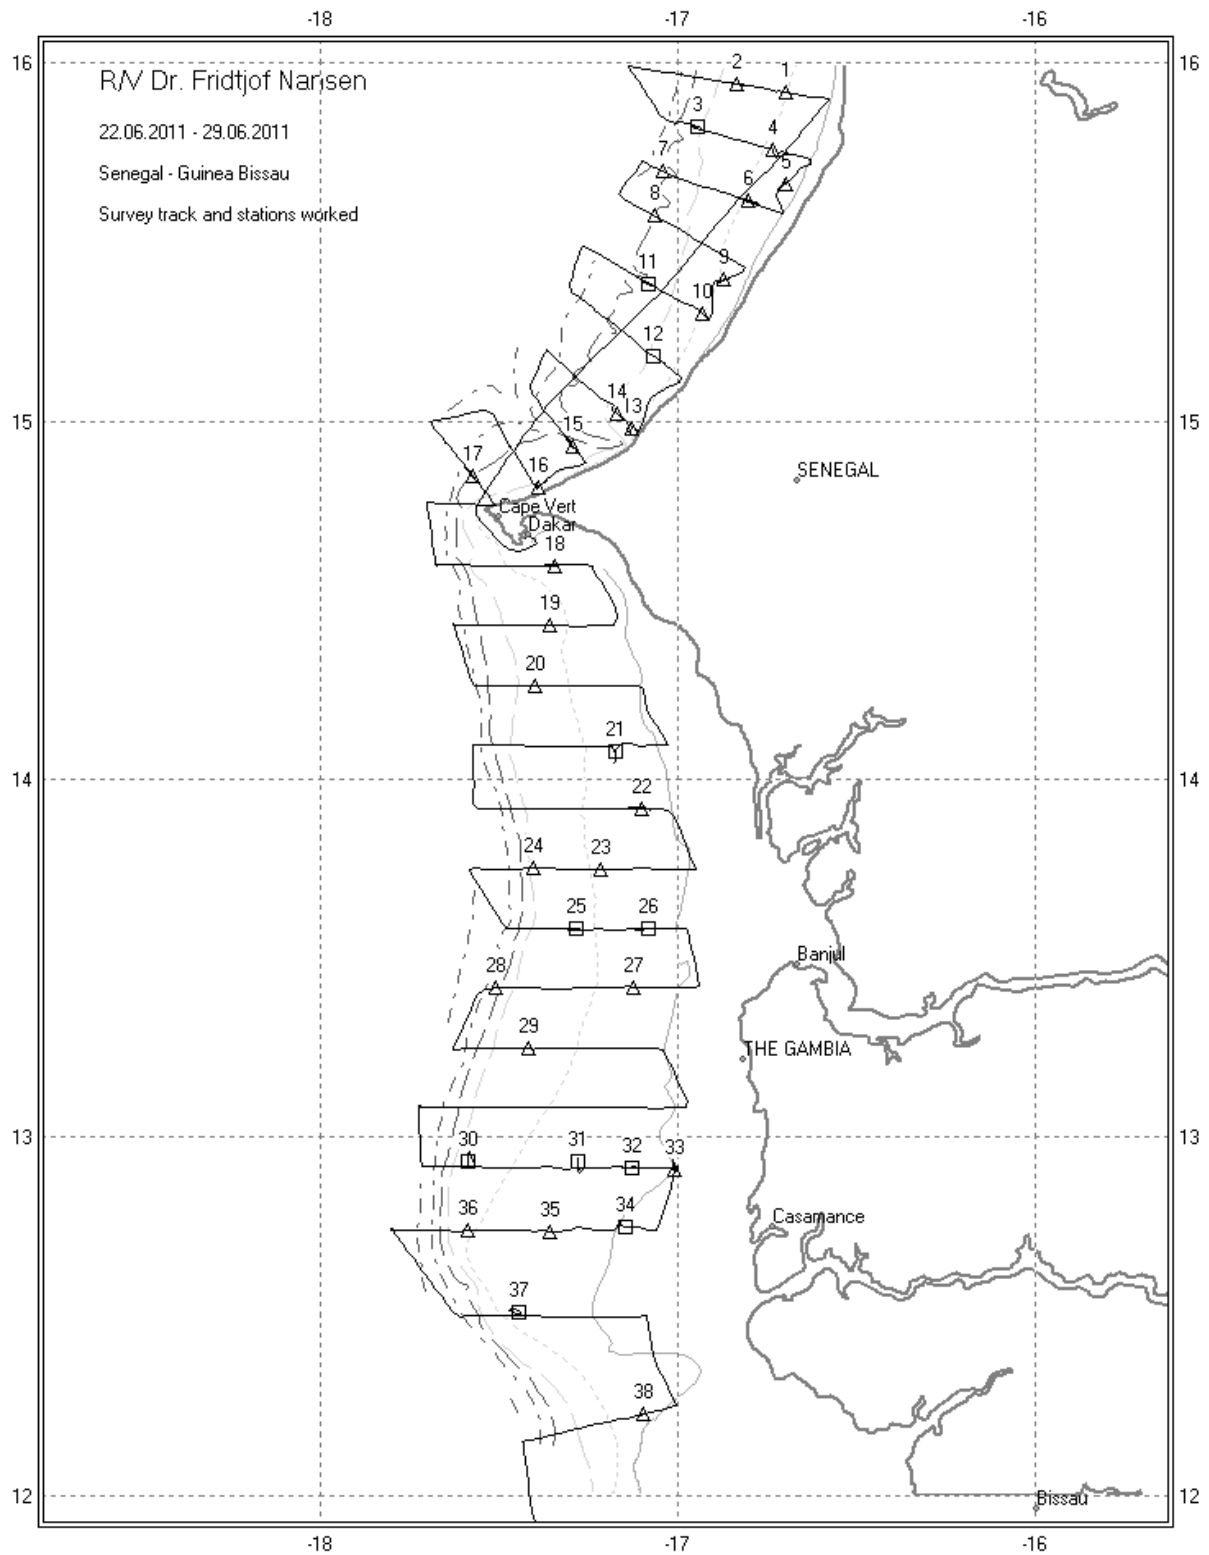 -18 -17 -16
16 16
R/V Dr. Fridtjof Nansen
22.06.2011 - 29.06.2011
Senegal - Guinea Bissau
Survey track and stations worked
2 1
3
4
7
5
6
8
9
11
10
12
14
13
15 15
15
17
16
SENEGAL
Cape Vert
Dakar
18
19
20
21
14 14
22
24 23
25 26
28 27
Banjul
29
THE GAMBIA
13 13
30 31 32 33
36 35 34
Casamance
37
38
12 12
Bissau
-18 -17 -16